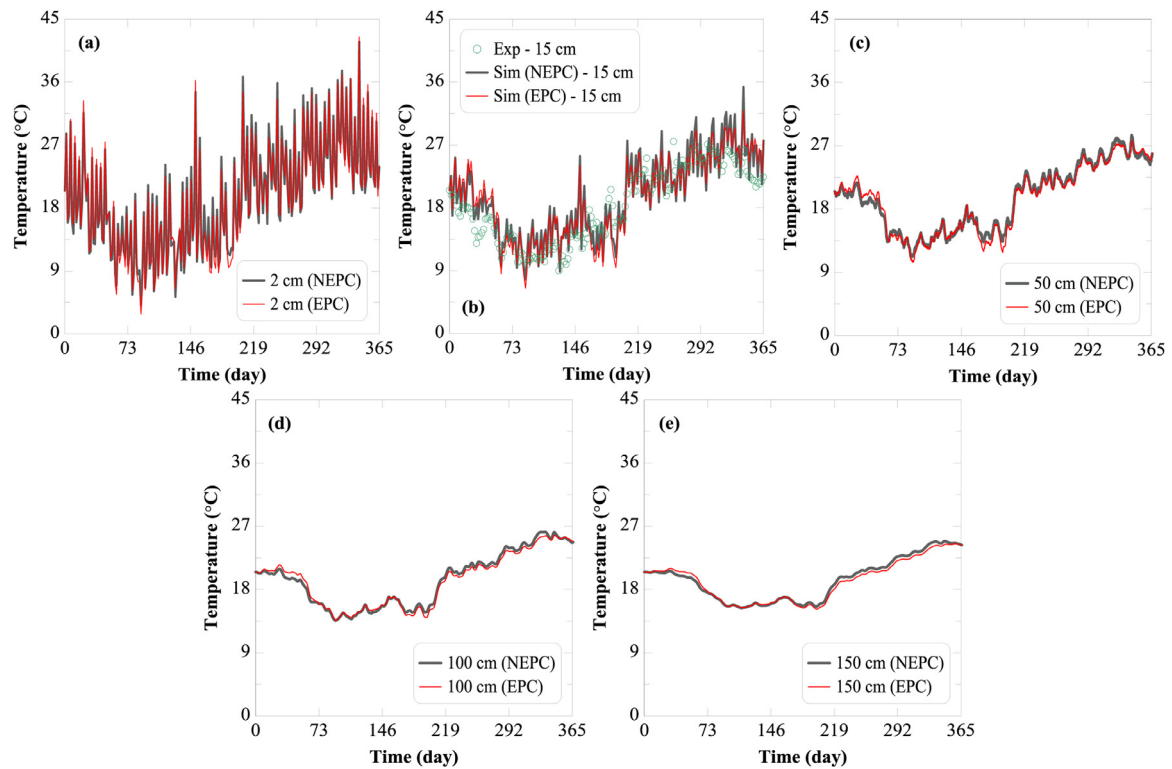 (a)
45
36
27
18
9
0
Temperature (°C)
2 cm (NEPC)
2 cm (EPC)
0 73 146 219 292 365
Time (day)
(b)
45
36
27
18
9
0
Temperature (°C)
Exp - 15 cm
Sim (NEPC) - 15 cm
Sim (EPC) - 15 cm
0 73 146 219 292 365
Time (day)
(c)
45
36
27
18
9
0
Temperature (°C)
50 cm (NEPC)
50 cm (EPC)
0 73 146 219 292 365
Time (day)
(d)
45
36
27
18
9
0
Temperature (°C)
100 cm (NEPC)
100 cm (EPC)
0 73 146 219 292 365
Time (day)
(e)
45
36
27
18
9
0
Temperature (°C)
150 cm (NEPC)
150 cm (EPC)
0 73 146 219 292 365
Time (day)